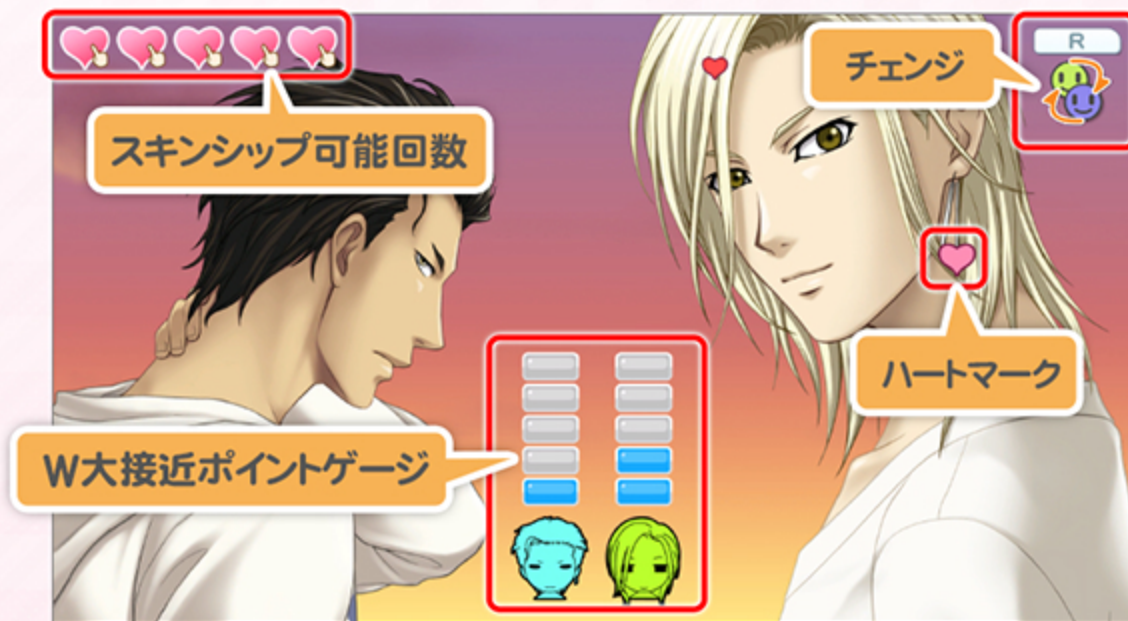 R
チェンジ
スキンシップ可能回数
ハートマーク
W大接近ポイントゲージ